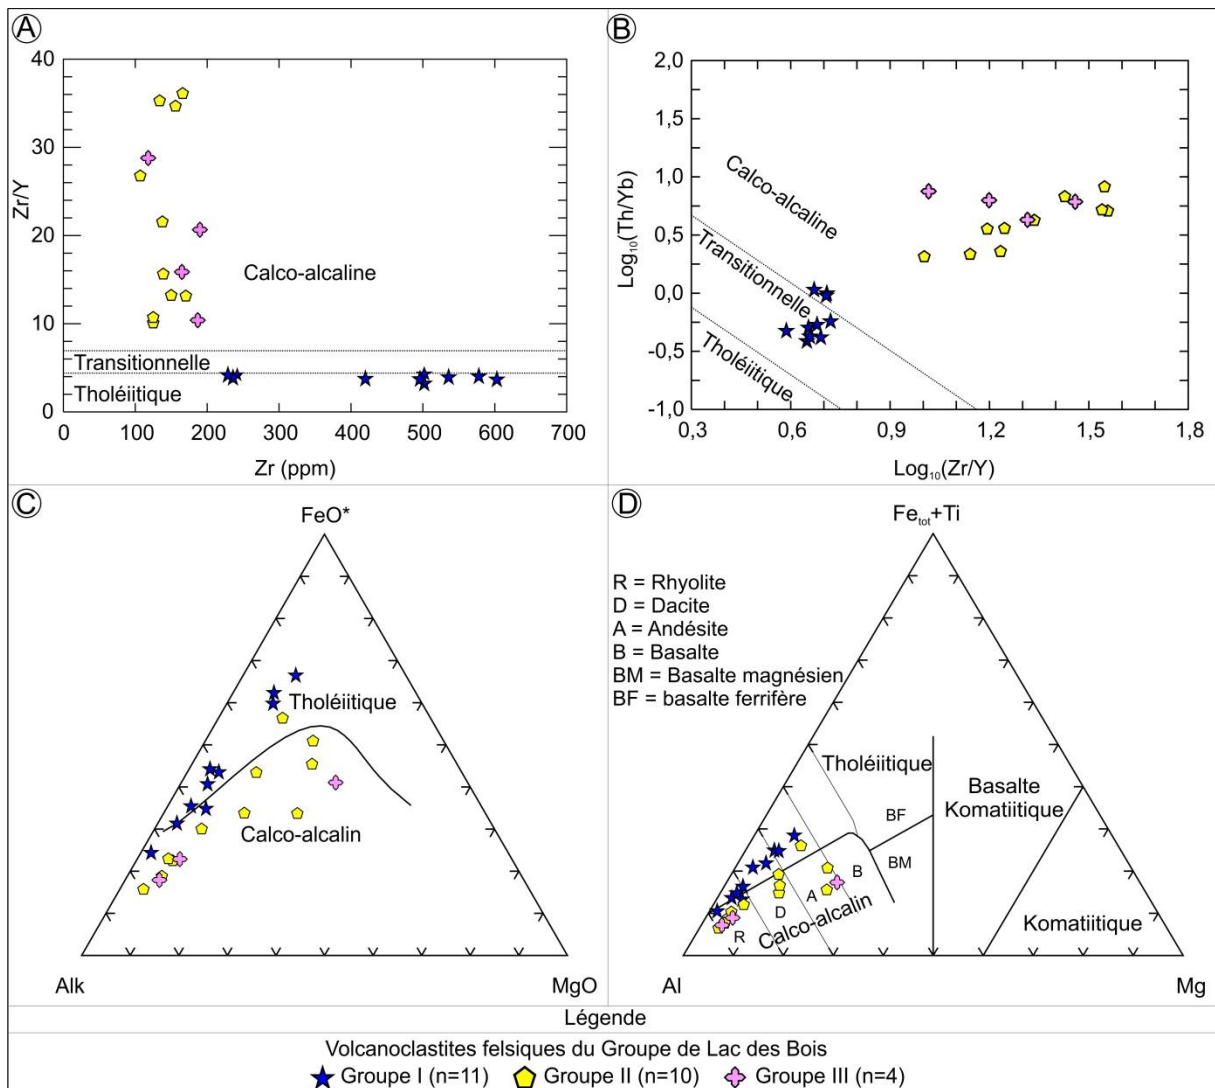 A
40
30
20
10
0
Zr/Y
Calco-alcaline
Transitionnelle
Tholéiitique
0 100 200 300 400 500 600 700
Zr (ppm)
B
2,0
1,5
1,0
0,5
0,0
-0,5
-1,0
Log₁₀(Th/Yb)
Calco-alcaline
Transitionnelle
Tholéiitique
0,3 0,6 0,9 1,2 1,5 1,8
Log₁₀(Zr/Y)
C
FeO*
Tholéiitique
Calco-alcalin
Alk
MgO
D
Fetot+Ti
R = Rhyolite
D = Dacite
A = Andésite
B = Basalte
BM = Basalte magnésien
BF = basalte ferrifère
Tholéiitique
Basalte
Komatiitique
BF
BM
B
A
D
R
Calco-alcalin
Komatiitique
Al
Mg
Légende
Volcanoclastites felsiques du Groupe de Lac des Bois
Groupe I (n=11) Groupe II (n=10) Groupe III (n=4)